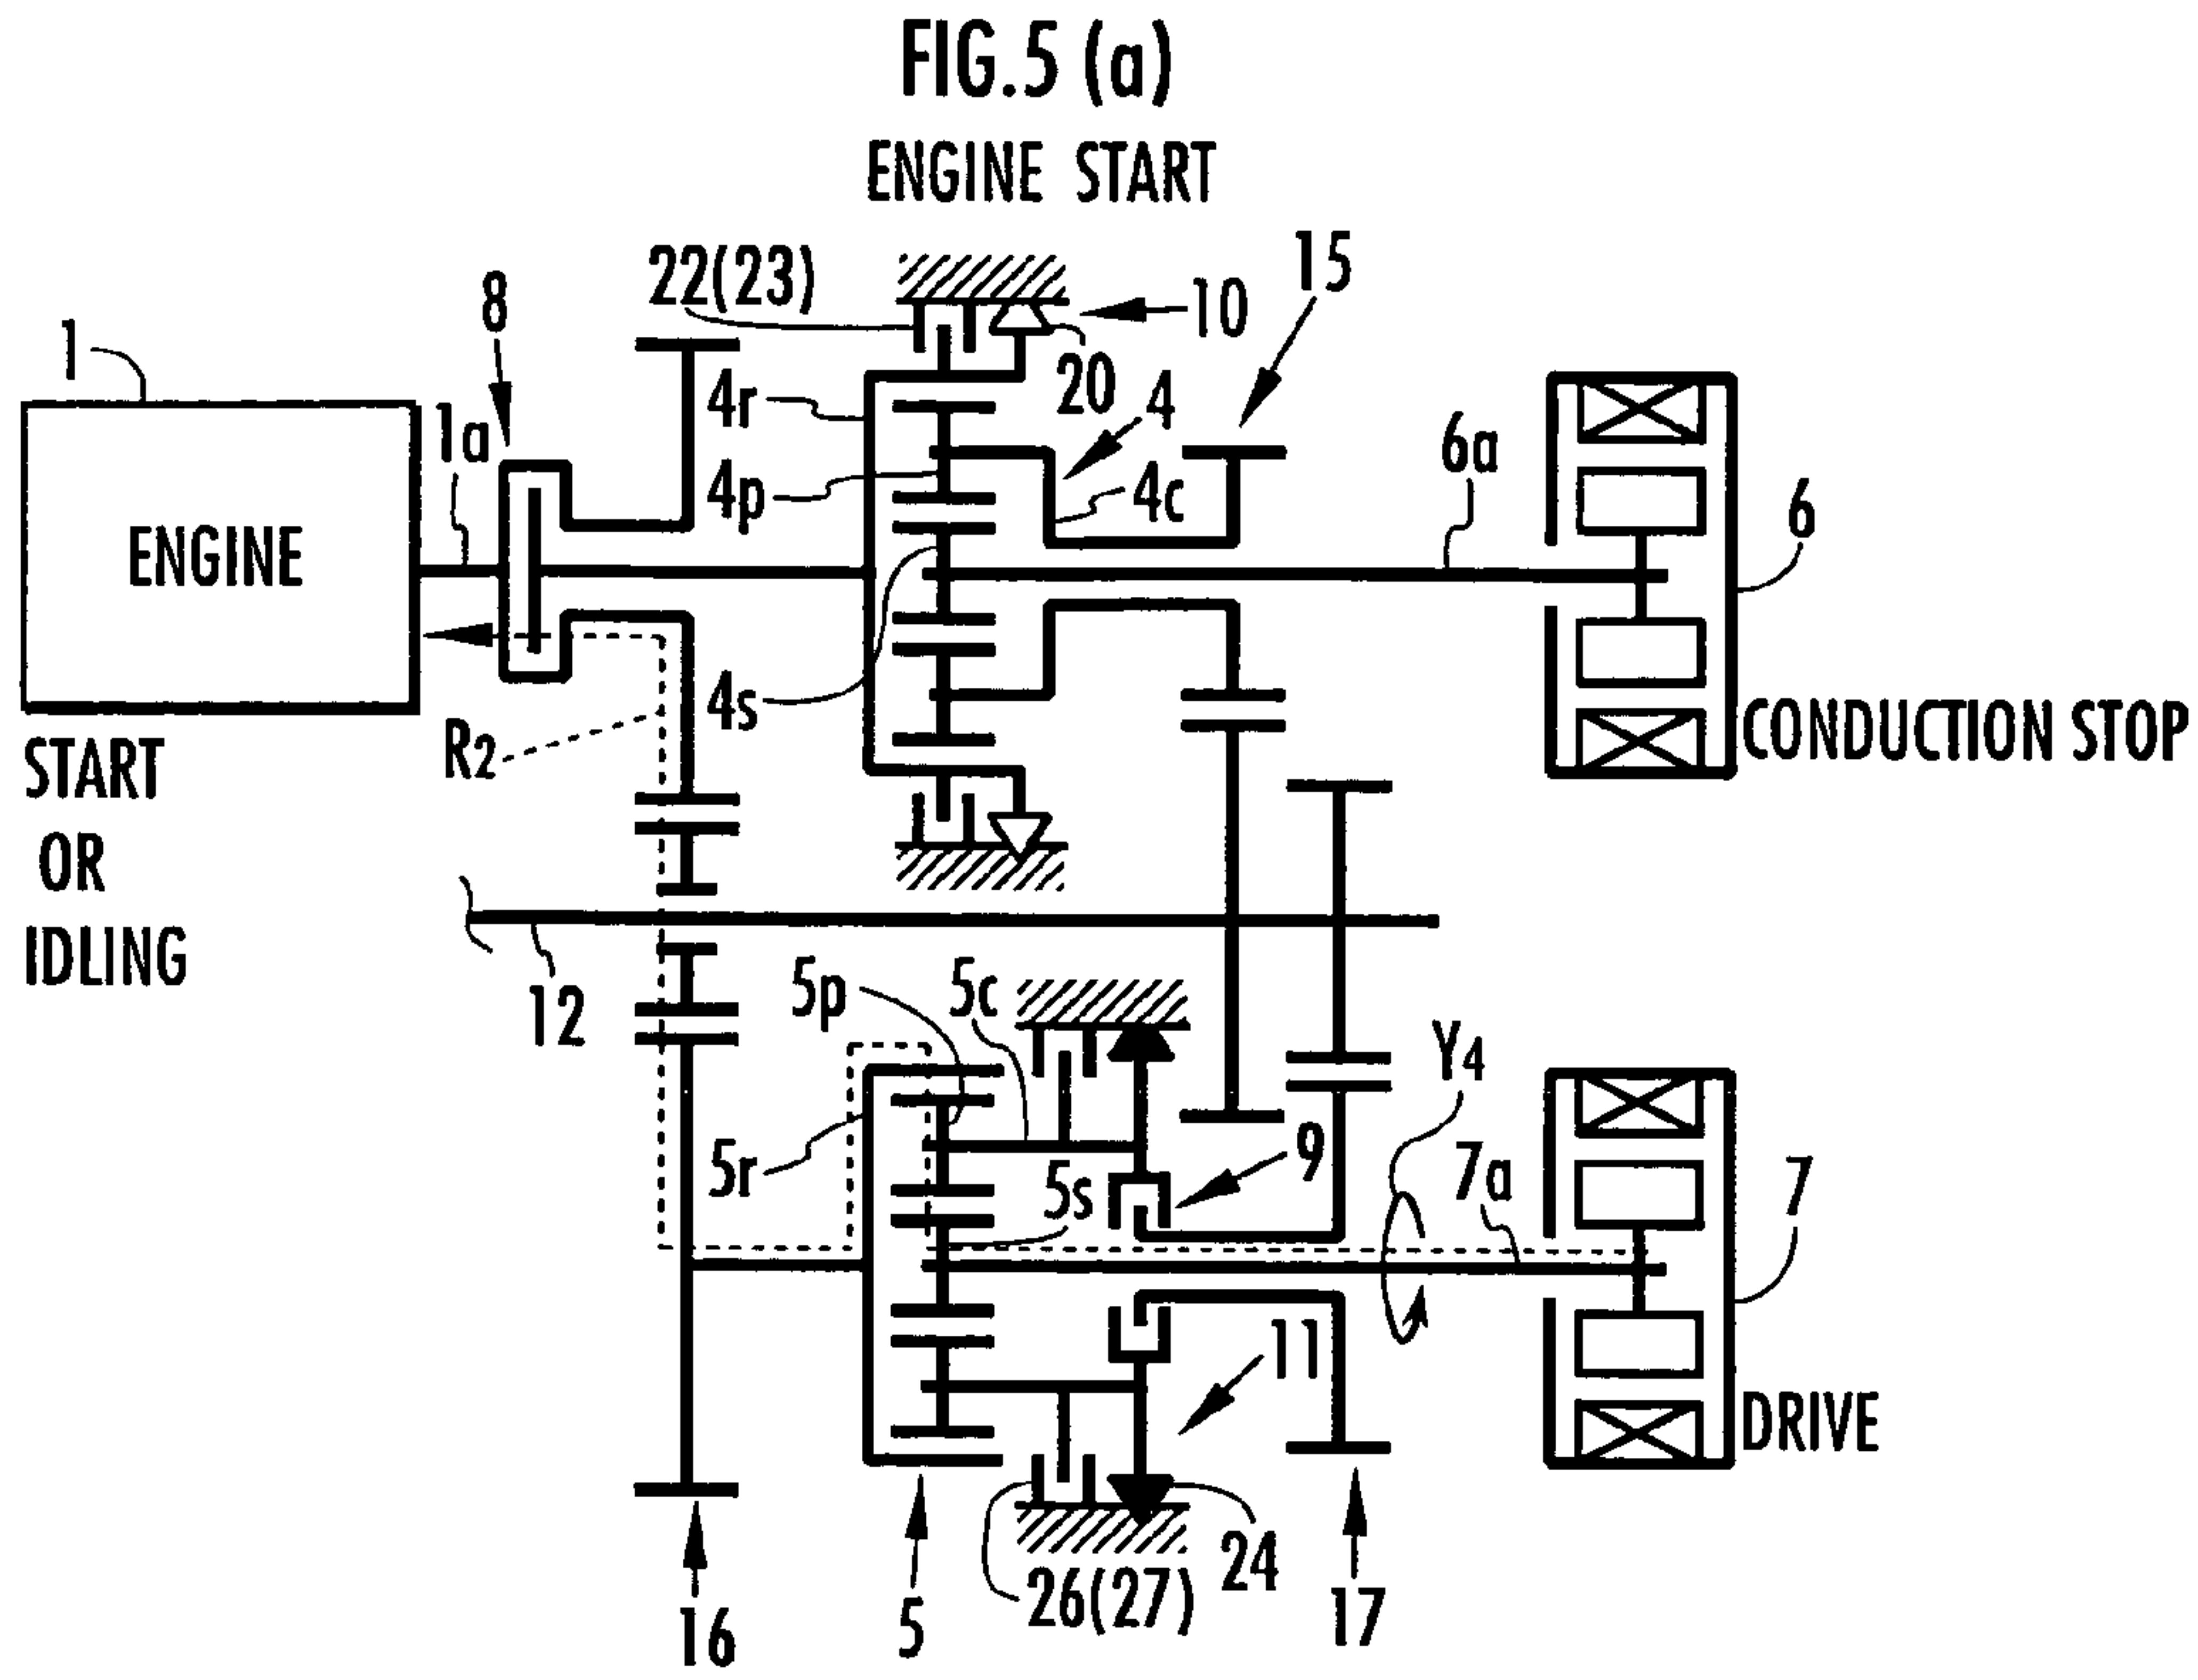 FIG.5 (a)
ENGINE START
22(23)
15
8
10
1
20
4r
4
1a
6a
4p
4c
6
ENGINE
4s
R2
CONDUCTION STOP
START
OR
IDLING
12
5p
5c
Y4
9
5r
5s
7a
7
11
DRIVE
24
26(27)
16
5
17